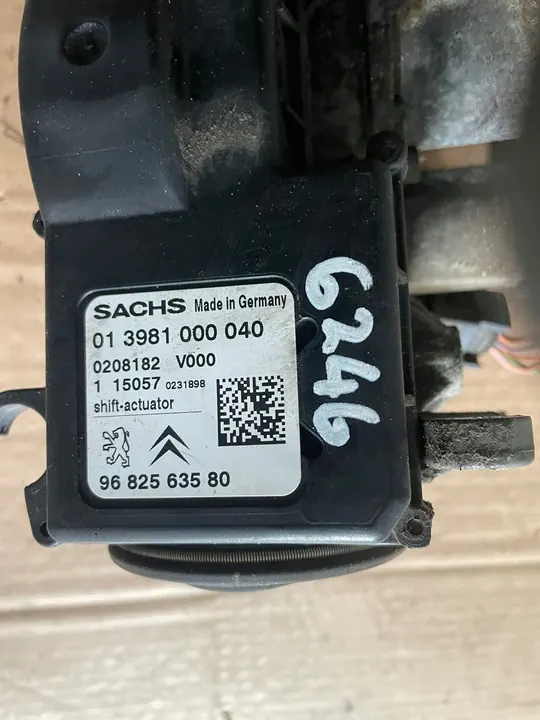 SACHS Made in Germany
01 3981 000 040
0208182 V000
1 15057 0231898
shift-actuator
96 825 635 80
6246